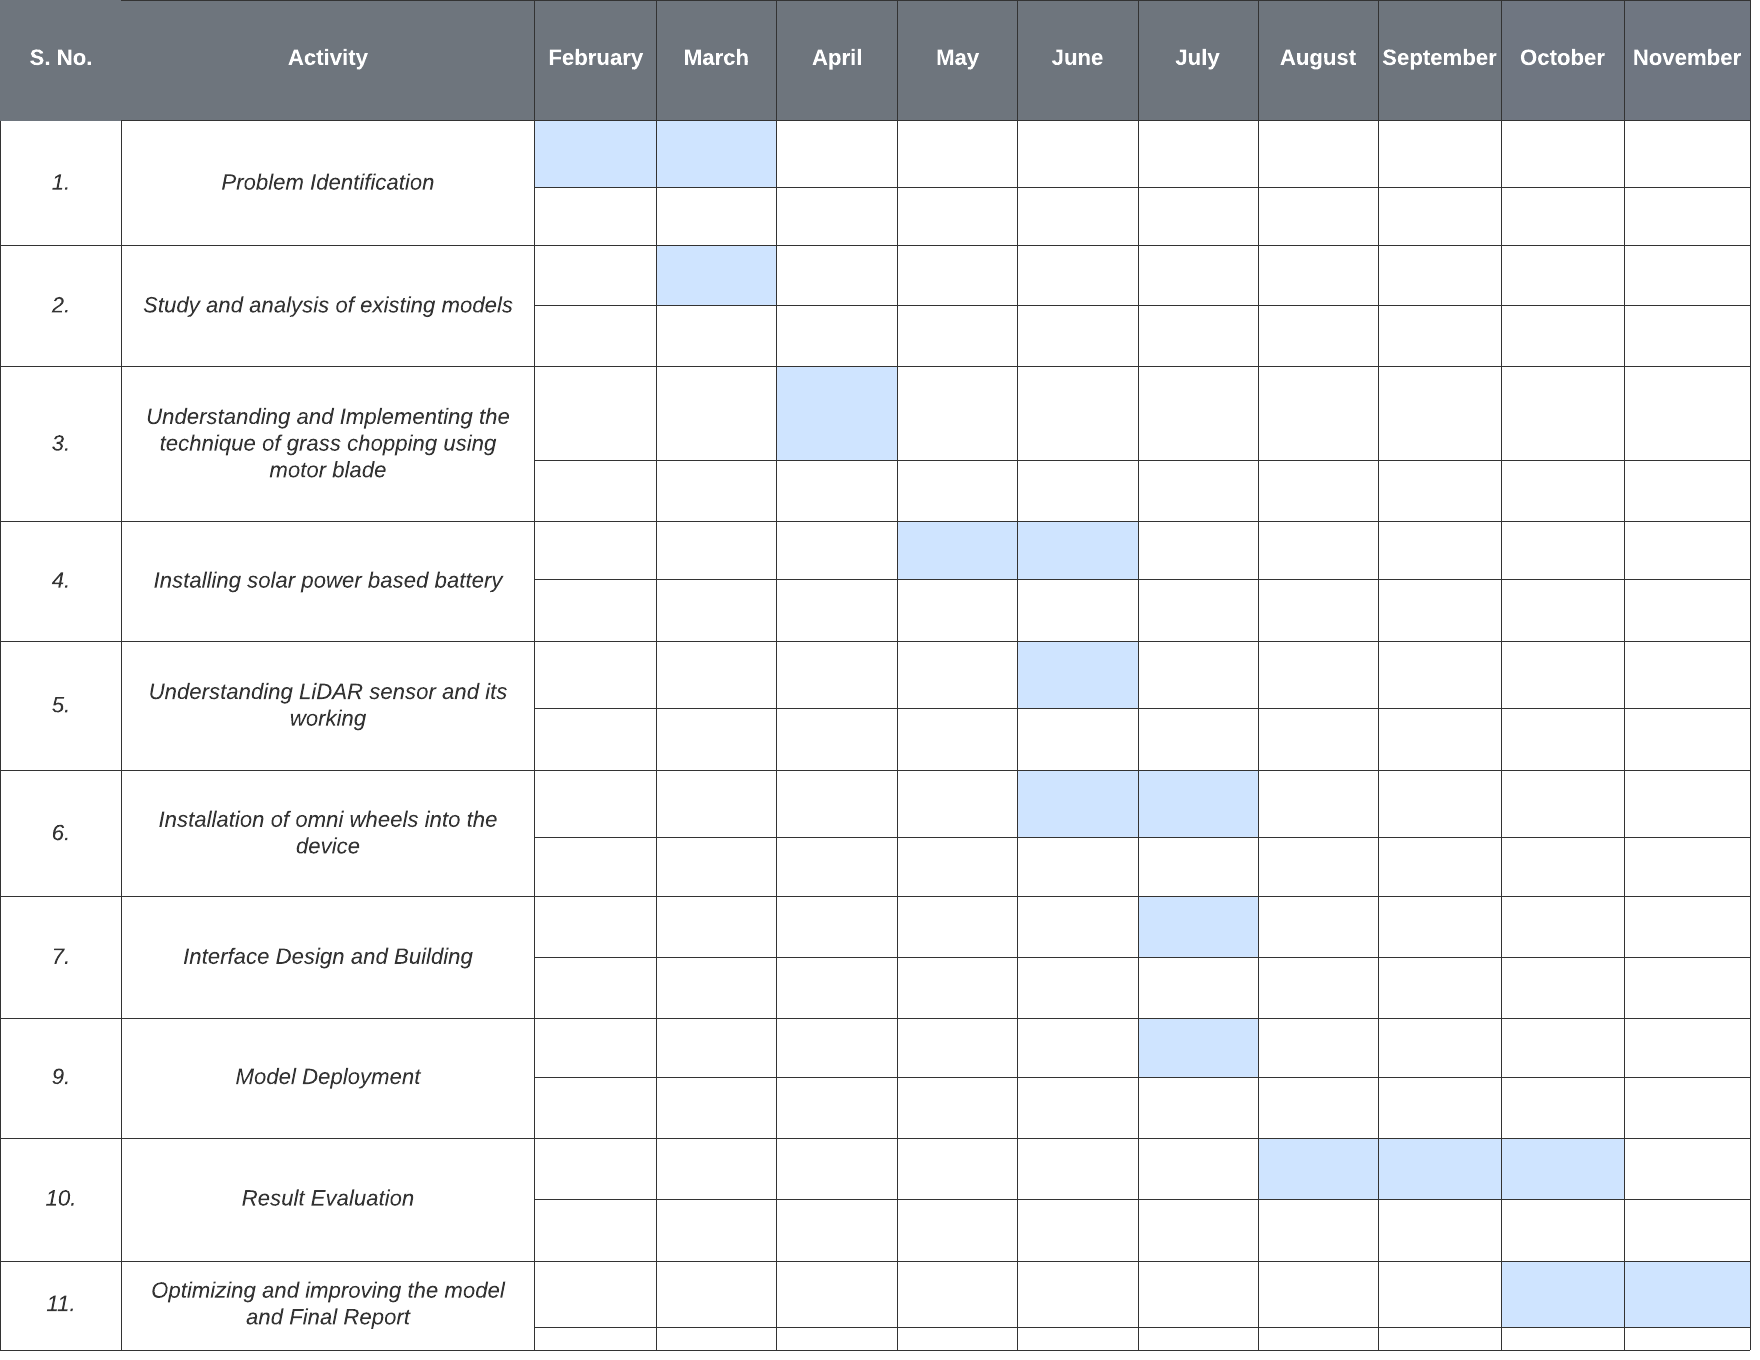 S. No. Activity February March April May June July August September October November
1. Problem Identification
2. Study and analysis of existing models
3. Understanding and Implementing the
technique of grass chopping using
motor blade
4. Installing solar power based battery
5. Understanding LiDAR sensor and its
working
6. Installation of omni wheels into the
device
7. Interface Design and Building
9. Model Deployment
10. Result Evaluation
11. Optimizing and improving the model
and Final Report